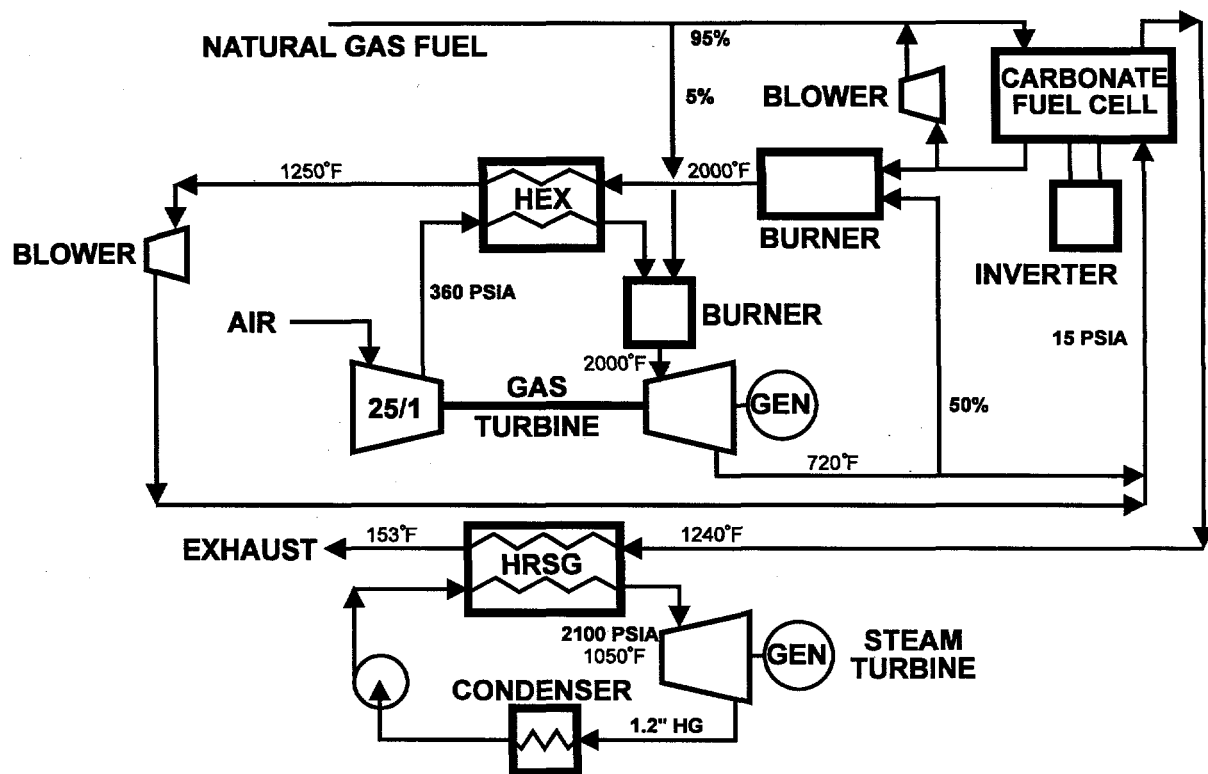 NATURAL GAS FUEL
95%
5%
BLOWER
CARBONATE
FUEL CELL
1250°F
HEX
2000°F
BURNER
INVERTER
BLOWER
360 PSIA
BURNER
15 PSIA
AIR
2000°F
25/1
GAS
TURBINE
GEN
50%
720°F
EXHAUST
153°F
HRSG
1240°F
2100 PSIA
1050°F
GEN
STEAM
TURBINE
CONDENSER
1.2" HG